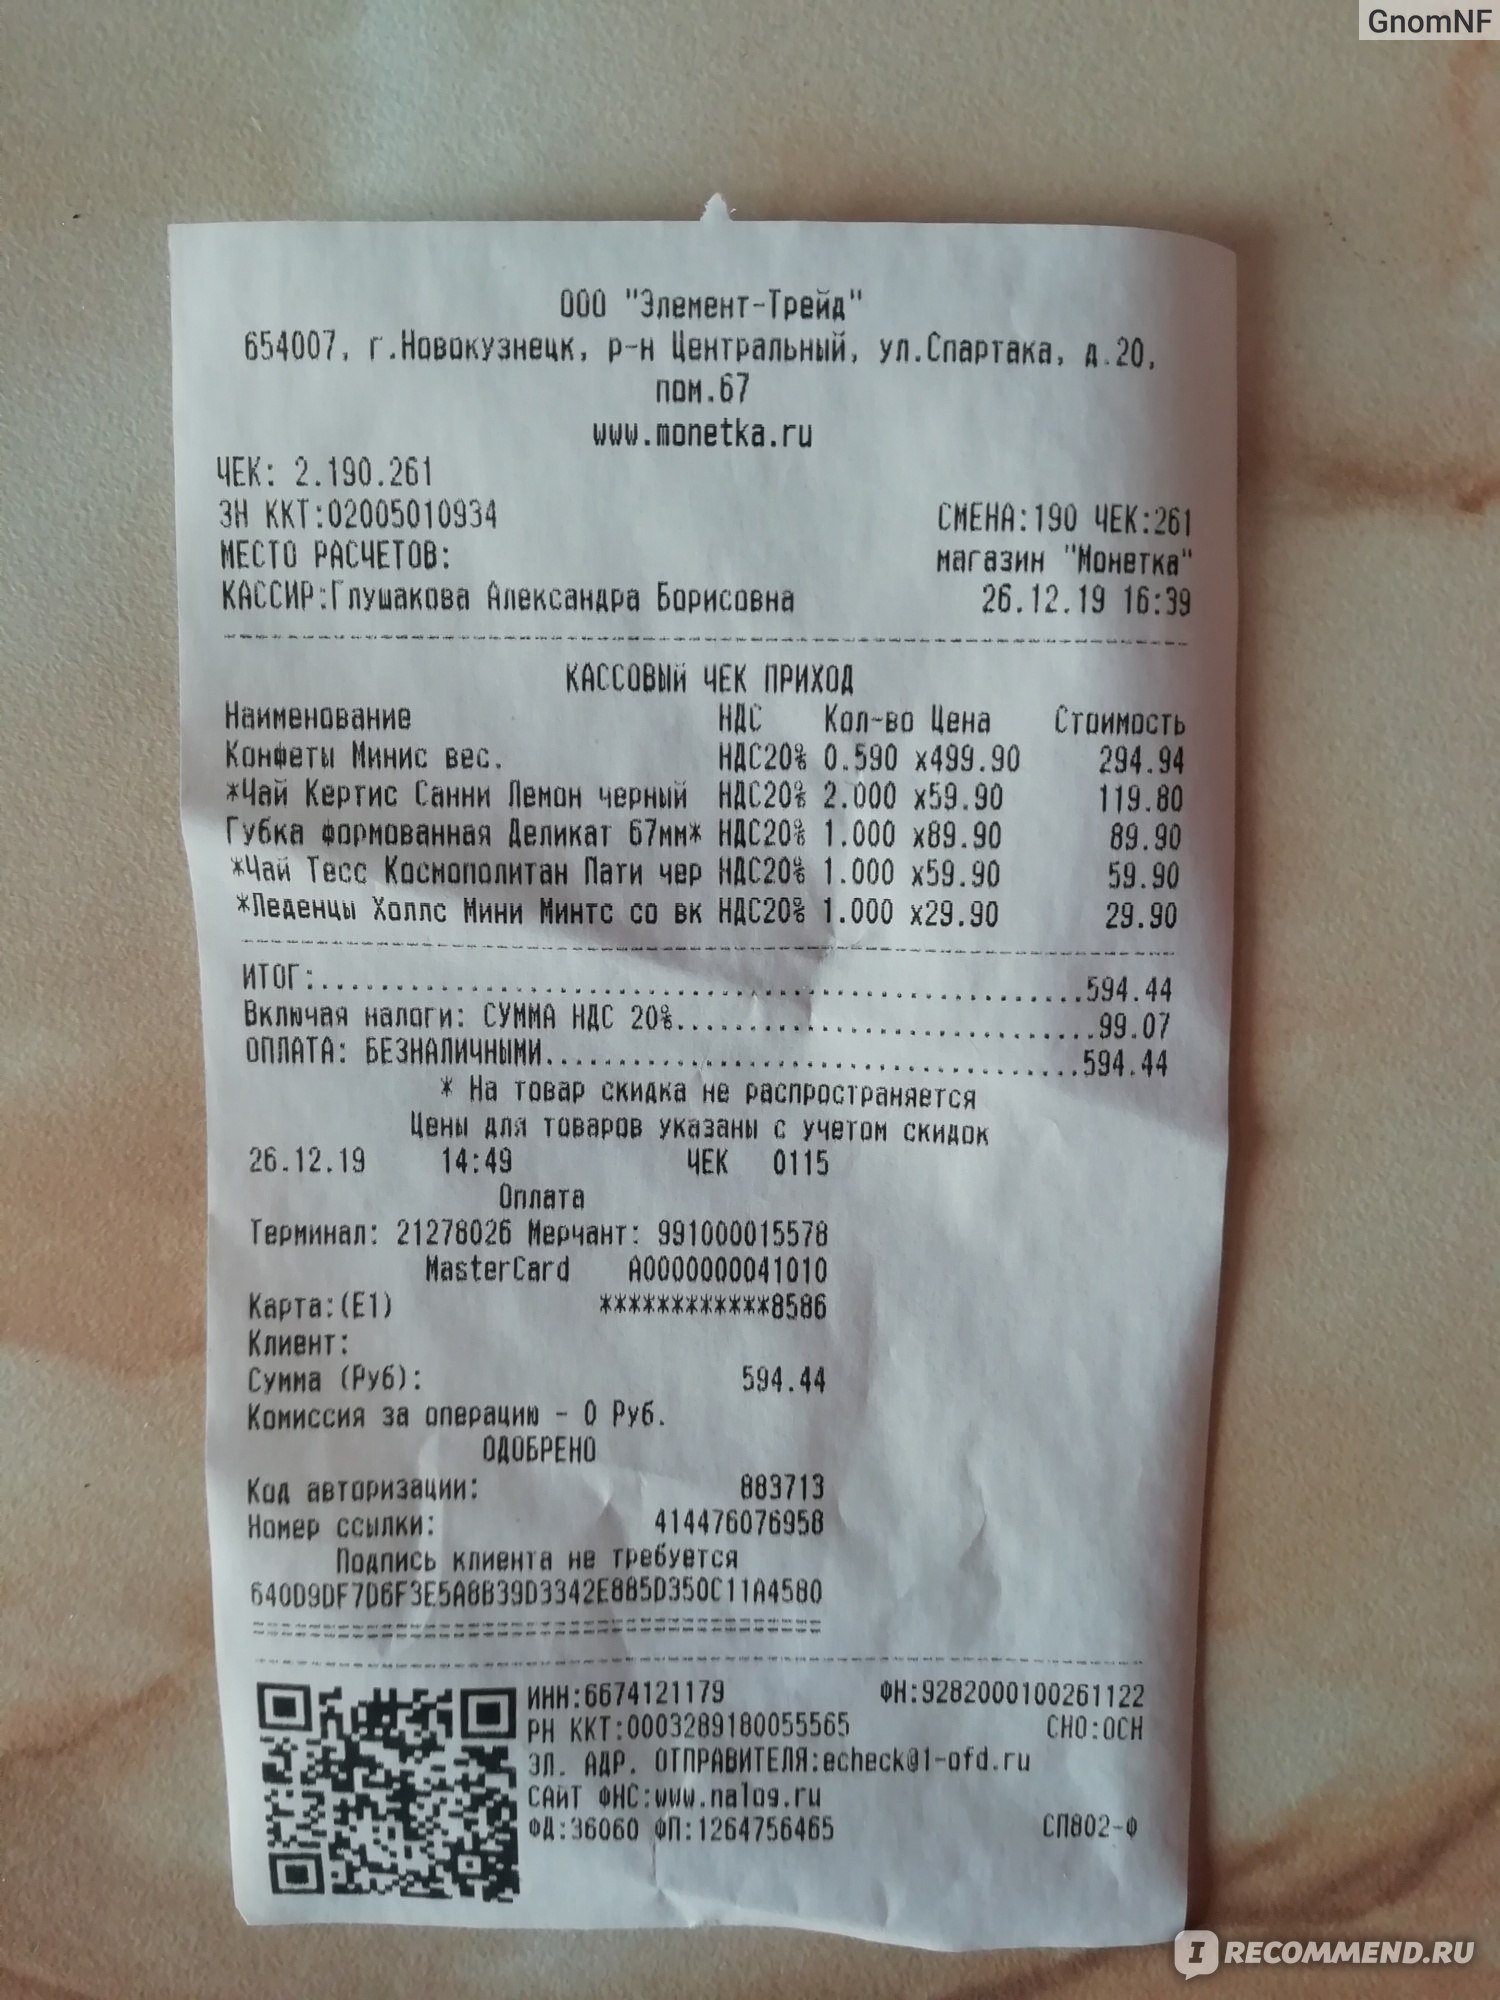 GnomNF
ООО "Элемент-Трейд"
654007, г.Новокузнецк, р-н Центральный, ул.Спартака, д.20,
пом.67
www.monetka.ru
ЧЕК: 2.190.261
ЗН ККТ:02005010934 СМЕНА:190 ЧЕК:261
МЕСТО РАСЧЕТОВ: магазин "Монетка"
КАССИР:Глушакова Александра Борисовна 26.12.19 16:39
КАССОВЫЙ ЧЕК ПРИХОД
Наименование НДС Кол-во Цена Стоимость
Конфеты Минис вес. НДС20% 0.590 x499.90 294.94
*Чай Кертис Санни Лемон черный НДС20% 2.000 x59.90 119.80
Губка формованная Деликат 67мм* НДС20% 1.000 x89.90 89.90
*Чай Тесс Космополитан Пати чер НДС20% 1.000 x59.90 59.90
*Леденцы Холлс Мини Минтс со вк НДС20% 1.000 x29.90 29.90
ИТОГ:..........594.44
Включая налоги: СУММА НДС 20%..........99.07
ОПЛАТА: БЕЗНАЛИЧНЫМИ..........594.44
* На товар скидка не распространяется
Цены для товаров указаны с учетом скидок
26.12.19 14:49 ЧЕК 0115
Оплата
Терминал: 21278026 Мерчант: 991000015578
MasterCard A0000000041010
Карта:(E1) ************8586
Клиент:
Сумма (Руб): 594.44
Комиссия за операцию - 0 Руб.
ОДОБРЕНО
Код авторизации: 883713
Номер ссылки: 414476076958
Подпись клиента не требуется
640D9DF7D6F3E5A8B39D3342E885D350C11A4580
ИНН:6674121179 ФН:9282000100261122
РН ККТ:0003289180055565 СНО:ОСН
ЭЛ. АДР. ОТПРАВИТЕЛЯ:echeck@1-ofd.ru
САЙТ ФНС:www.nalog.ru
ФД:36060 ФП:1264756465 СП802-Ф
IRECOMMEND.RU